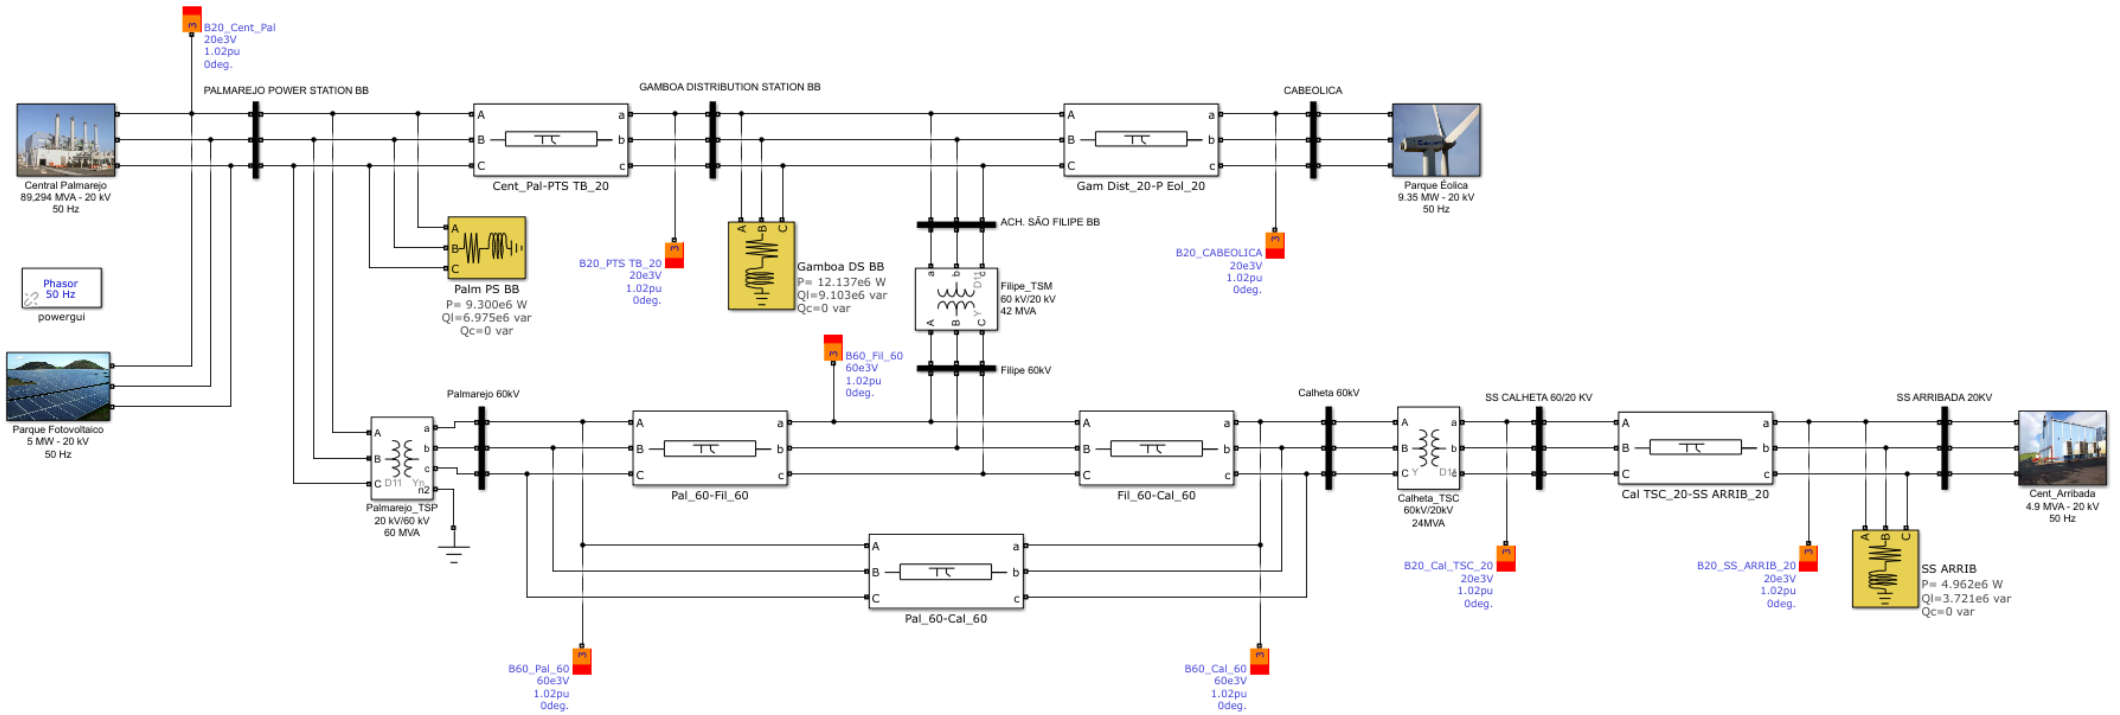 B20_Cent_Pal
20e3V
1.02pu
0deg.
PALMAREJO POWER STATION BB
GAMBOA DISTRIBUTION STATION BB
CABEOLICA
A
B
C
a
b
c
Cent_Pal-PTS TB_20
A
B
C
a
b
c
Gam Dist_20-P Eol_20
Central Palmarejo
89,294 MVA - 20 kV
50 Hz
Parque Éolica
9.35 MW - 20 kV
50 Hz
A
B
C
Palm PS BB
P= 9.300e6 W
Ql=6.975e6 var
Qc=0 var
B20_PTS TB_20
20e3V
1.02pu
0deg.
A
B
C
Gamboa DS BB
P= 12.137e6 W
Ql=9.103e6 var
Qc=0 var
ACH. SÃO FILIPE BB
a
b
c
D11
Y
A
B
C
Filipe_TSM
60 kV/20 kV
42 MVA
B20_CABEOLICA
20e3V
1.02pu
0deg.
Phasor
50 Hz
powergui
B60_Fil_60
60e3V
1.02pu
0deg.
Filipe 60kV
Parque Fotovoltaico
5 MW - 20 kV
50 Hz
Palmarejo 60kV
Calheta 60kV
SS CALHETA 60/20 KV
SS ARRIBADA 20KV
A
B
C
D11
Yn
a
b
c
n2
Palmarejo_TSP
20 kV/60 kV
60 MVA
A
B
C
a
b
c
Pal_60-Fil_60
A
B
C
a
b
c
Fil_60-Cal_60
A
B
C
Y
D11
a
b
c
Calheta_TSC
60kV/20kV
24MVA
A
B
C
a
b
c
Cal TSC_20-SS ARRIB_20
Cent_Arribada
4.9 MVA - 20 kV
50 Hz
A
B
C
a
b
c
Pal_60-Cal_60
B20_Cal_TSC_20
20e3V
1.02pu
0deg.
B20_SS_ARRIB_20
20e3V
1.02pu
0deg.
A
B
C
SS ARRIB
P= 4.962e6 W
Ql=3.721e6 var
Qc=0 var
B60_Pal_60
60e3V
1.02pu
0deg.
B60_Cal_60
60e3V
1.02pu
0deg.